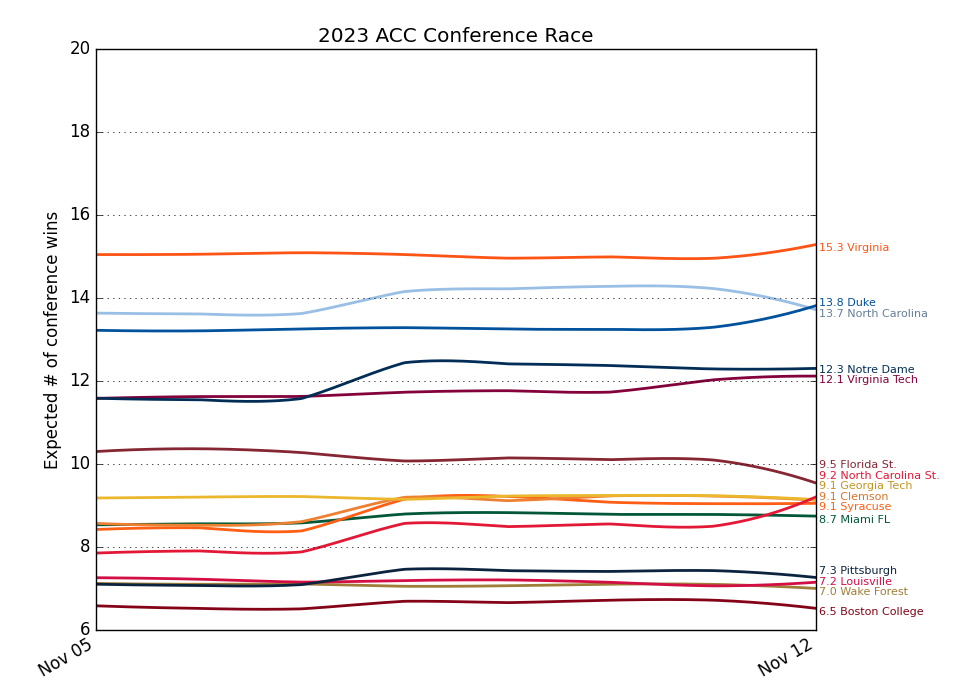 2023 ACC Conference Race
Expected # of conference wins
20
18
16
14
12
10
8
6
Nov 05
Nov 12
15.3 Virginia
13.8 Duke
13.7 North Carolina
12.3 Notre Dame
12.1 Virginia Tech
9.5 Florida St.
9.2 North Carolina St.
9.1 Georgia Tech
9.1 Clemson
9.1 Syracuse
8.7 Miami FL
7.3 Pittsburgh
7.2 Louisville
7.0 Wake Forest
6.5 Boston College